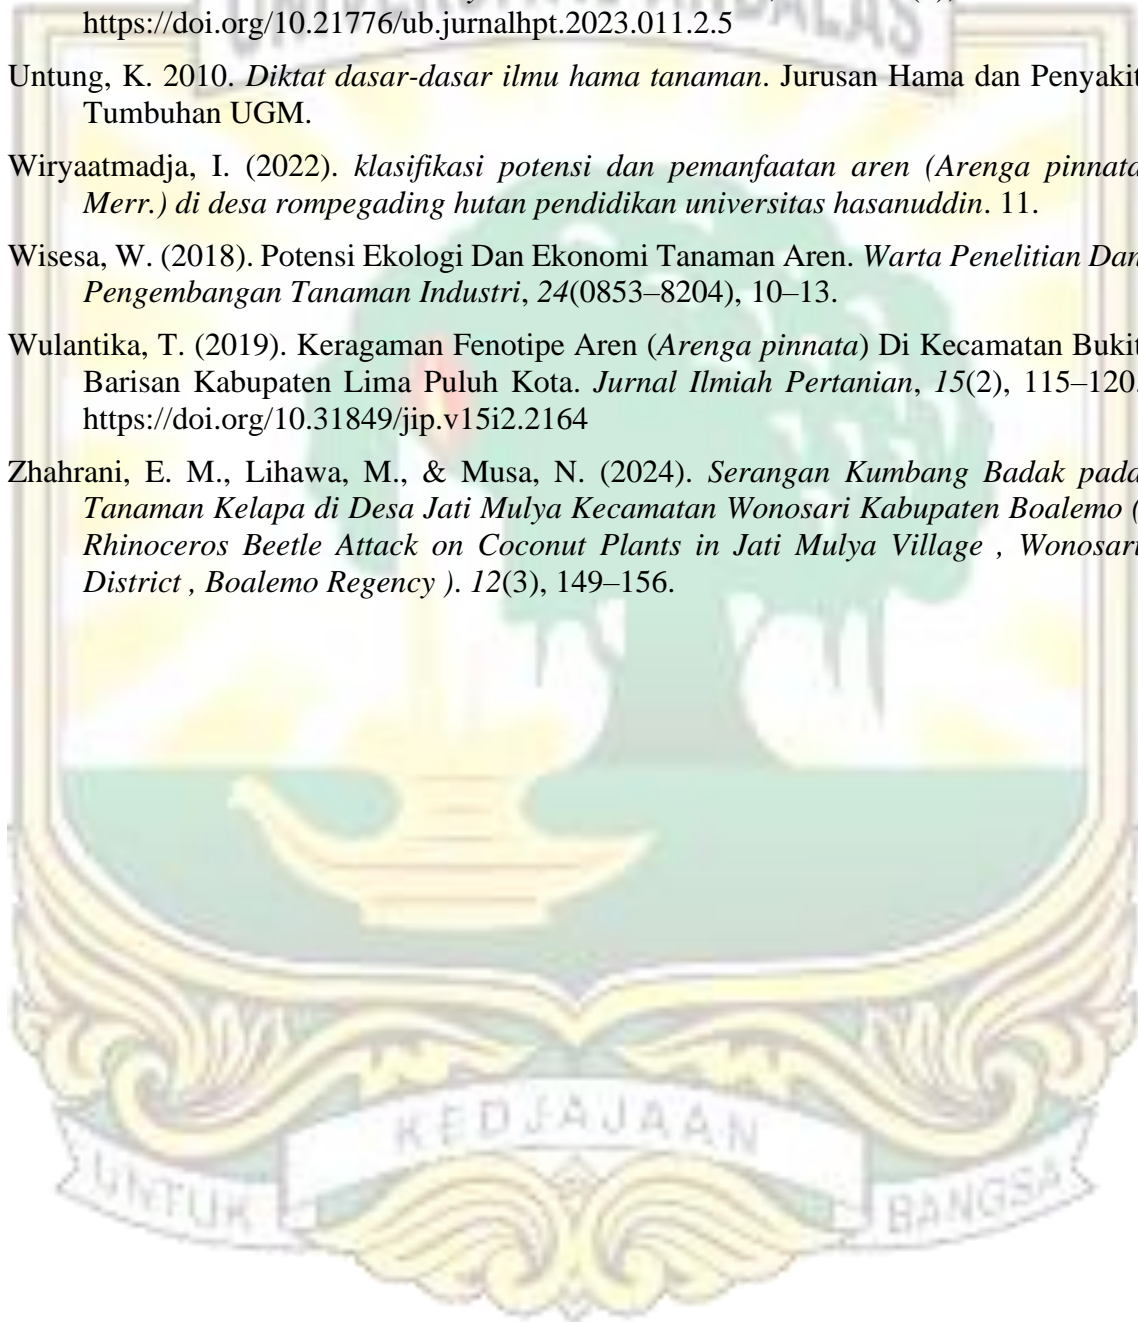 https://doi.org/10.21776/ub.jurnalhpt.2023.011.2.5
Untung, K. 2010. Diktat dasar-dasar ilmu hama tanaman. Jurusan Hama dan Penyakit
Tumbuhan UGM.
Wiryaatmadja, I. (2022). klasifikasi potensi dan pemanfaatan aren (Arenga pinnata
Merr.) di desa rompegading hutan pendidikan universitas hasanuddin. 11.
Wisesa, W. (2018). Potensi Ekologi Dan Ekonomi Tanaman Aren. Warta Penelitian Dan
Pengembangan Tanaman Industri, 24(0853–8204), 10–13.
Wulantika, T. (2019). Keragaman Fenotipe Aren (Arenga pinnata) Di Kecamatan Bukit
Barisan Kabupaten Lima Puluh Kota. Jurnal Ilmiah Pertanian, 15(2), 115–120.
https://doi.org/10.31849/jip.v15i2.2164
Zhahrani, E. M., Lihawa, M., & Musa, N. (2024). Serangan Kumbang Badak pada
Tanaman Kelapa di Desa Jati Mulya Kecamatan Wonosari Kabupaten Boalemo (
Rhinoceros Beetle Attack on Coconut Plants in Jati Mulya Village , Wonosari
District , Boalemo Regency ). 12(3), 149–156.
KEDJAJAAN
UNTUK BANGSA